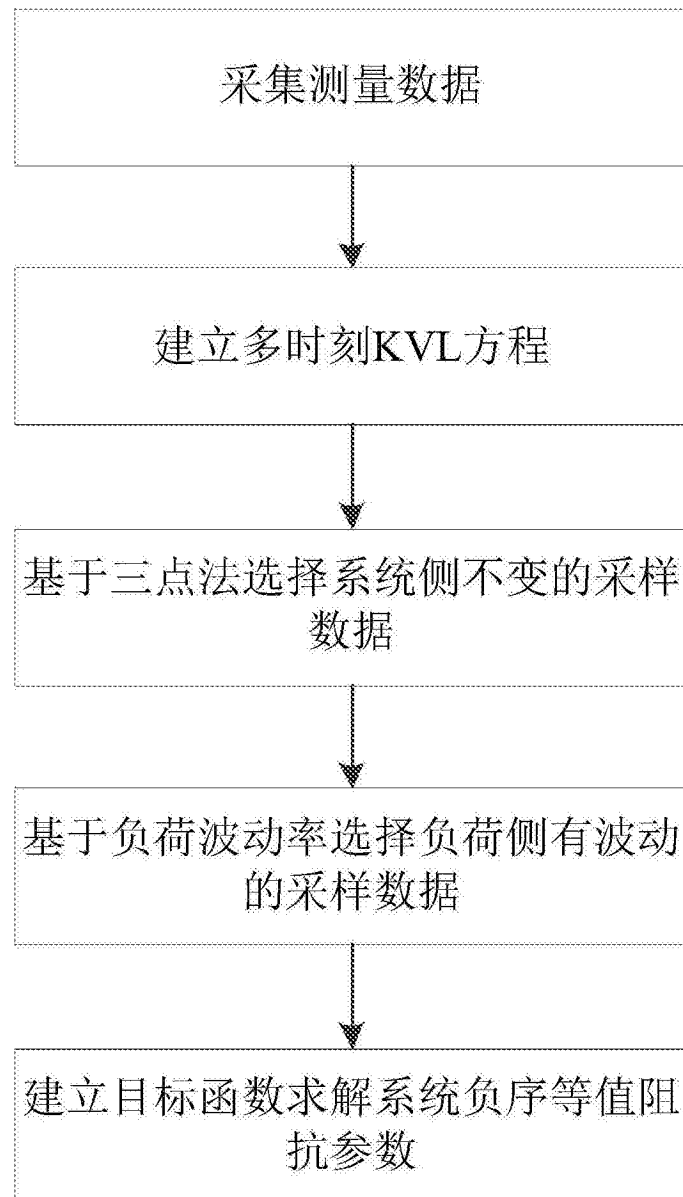 采集测量数据
建立多时刻KVL方程
基于三点法选择系统侧不变的采样
数据
基于负荷波动率选择负荷侧有波动
的采样数据
建立目标函数求解系统负序等值阻
抗参数